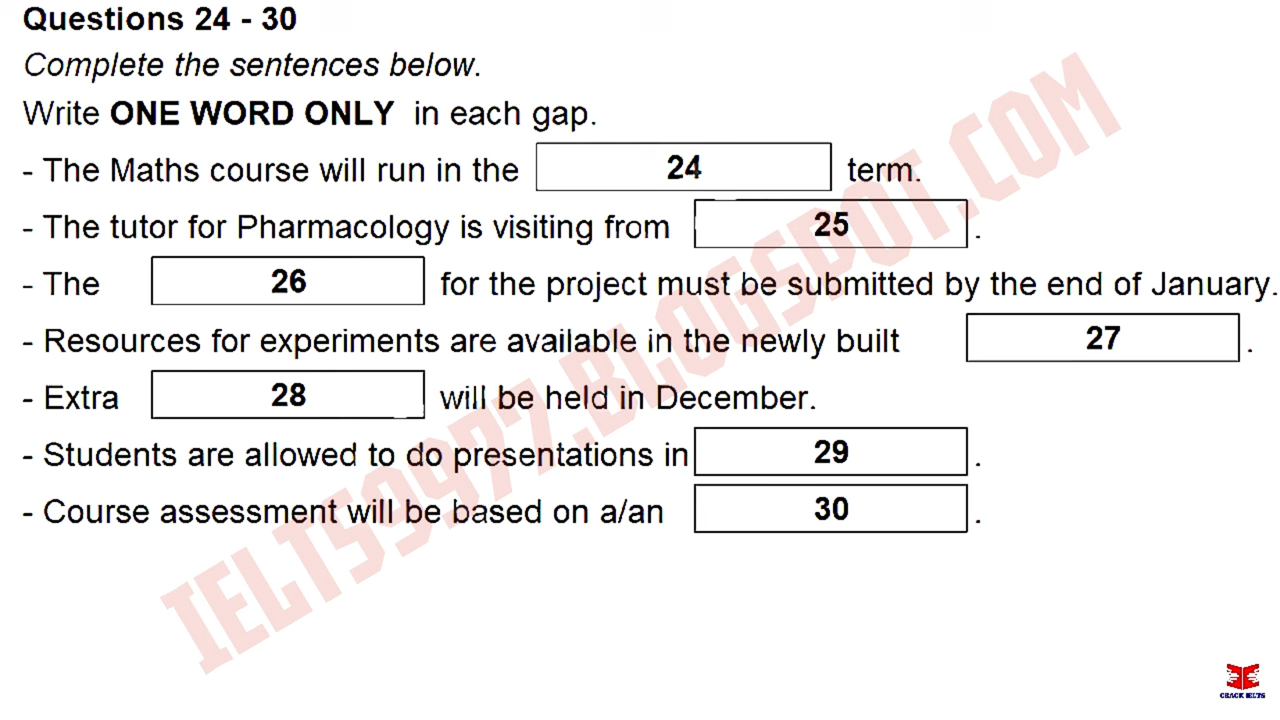 Questions 24 - 30
Complete the sentences below.
Write ONE WORD ONLY in each gap.
- The Maths course will run in the 24 term.
- The tutor for Pharmacology is visiting from 25 .
- The 26 for the project must be submitted by the end of January.
- Resources for experiments are available in the newly built 27 .
- Extra 28 will be held in December.
- Students are allowed to do presentations in 29 .
- Course assessment will be based on a/an 30 .
IELTS9977.BLOGSPOT.COM
CRACK IELTS